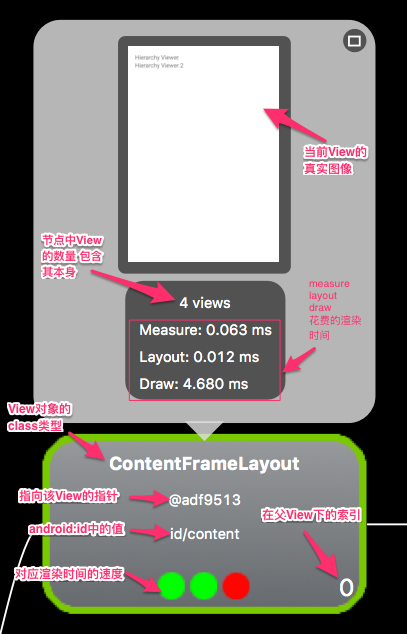 Hierarchy Viewer
Hierarchy Viewer 2
当前View的
真实图像
节点中View
的数量 包含
其本身
4 views
Measure: 0.063 ms
Layout: 0.012 ms
Draw: 4.680 ms
measure
layout
draw
花费的渲染
时间
View对象的
class类型
ContentFrameLayout
指向该View的指针
@adf9513
android:id中的值
id/content
在父View下的索引
对应渲染时间的速度
0